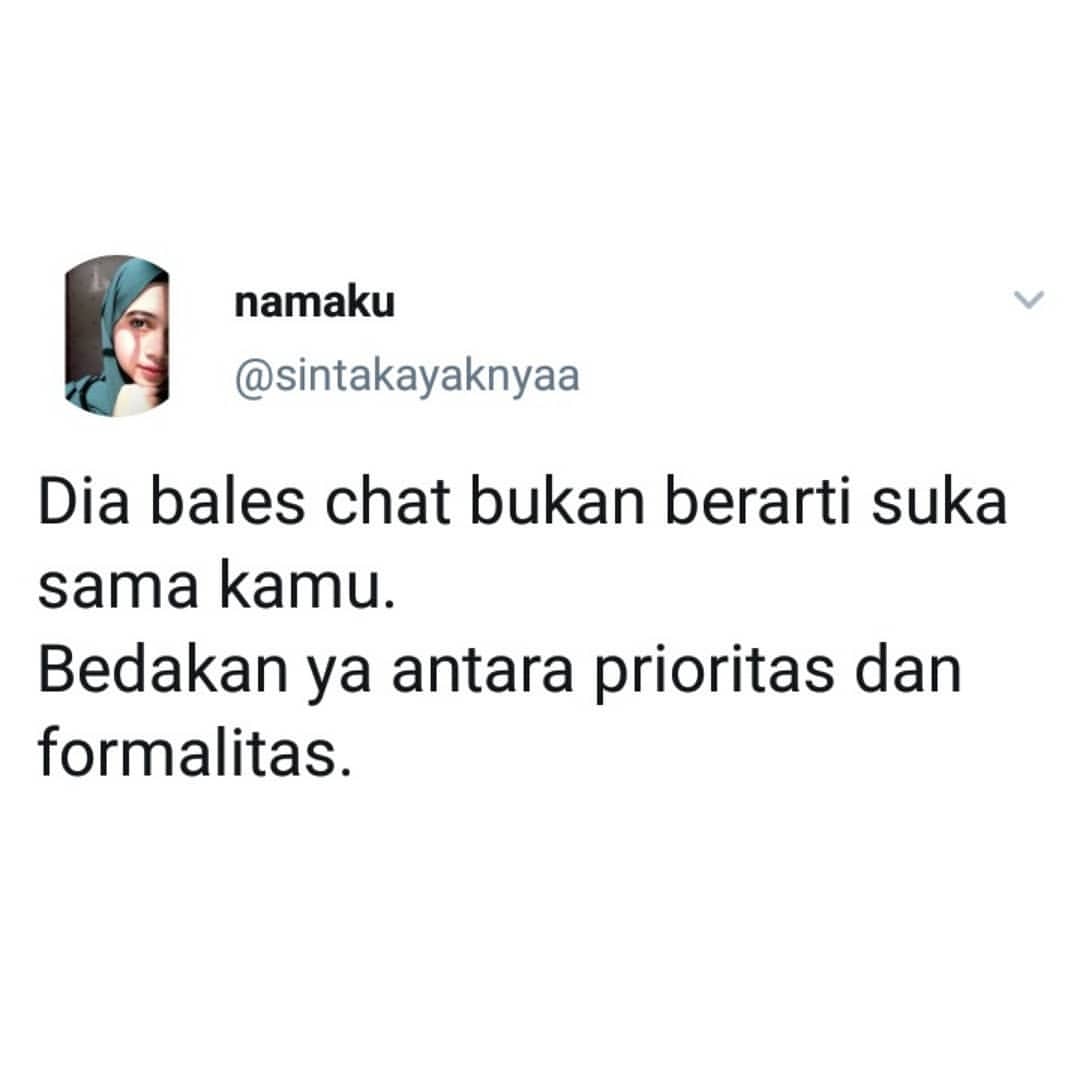 namaku
@sintakayaknyaa
Dia bales chat bukan berarti suka
sama kamu.
Bedakan ya antara prioritas dan
formalitas.